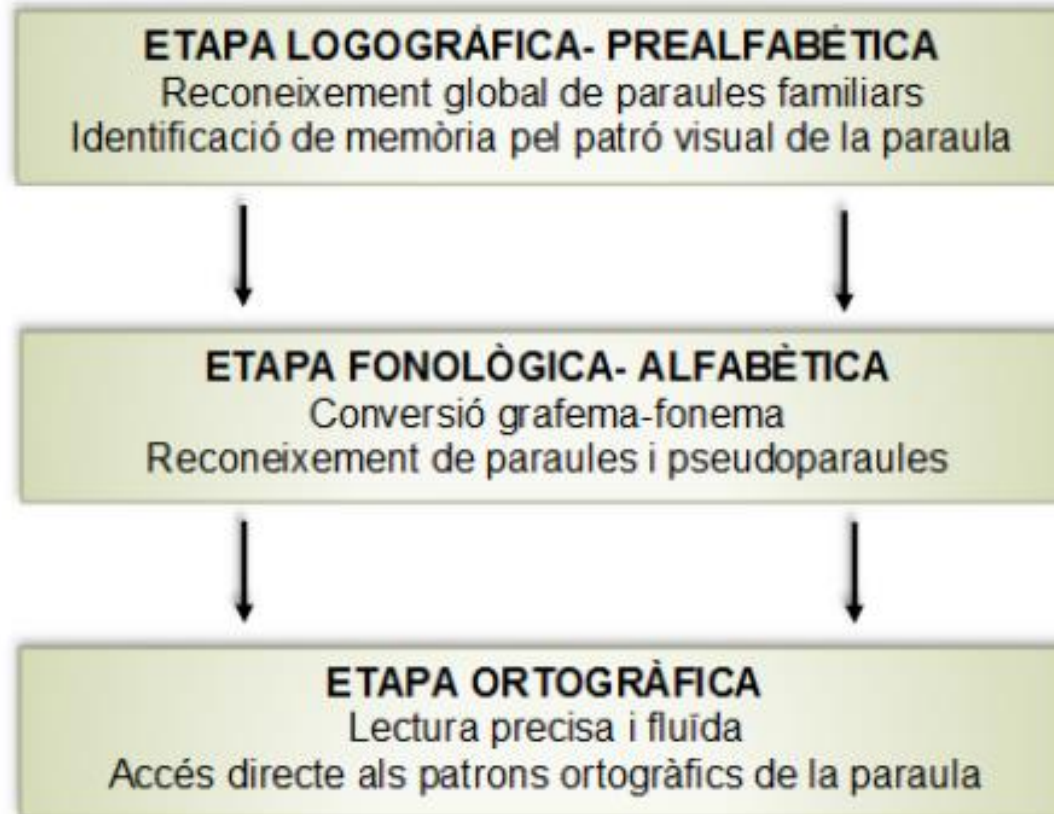 ETAPA LOGOGRÁFICA- PREALFABÈTICA
Reconeixement global de paraules familiars
Identificació de memòria pel patró visual de la paraula
ETAPA FONOLÒGICA- ALFABÈTICA
Conversió grafema-fonema
Reconeixement de paraules i pseudoparaules
ETAPA ORTOGRÀFICA
Lectura precisa i fluïda
Accés directe als patrons ortogràfics de la paraula